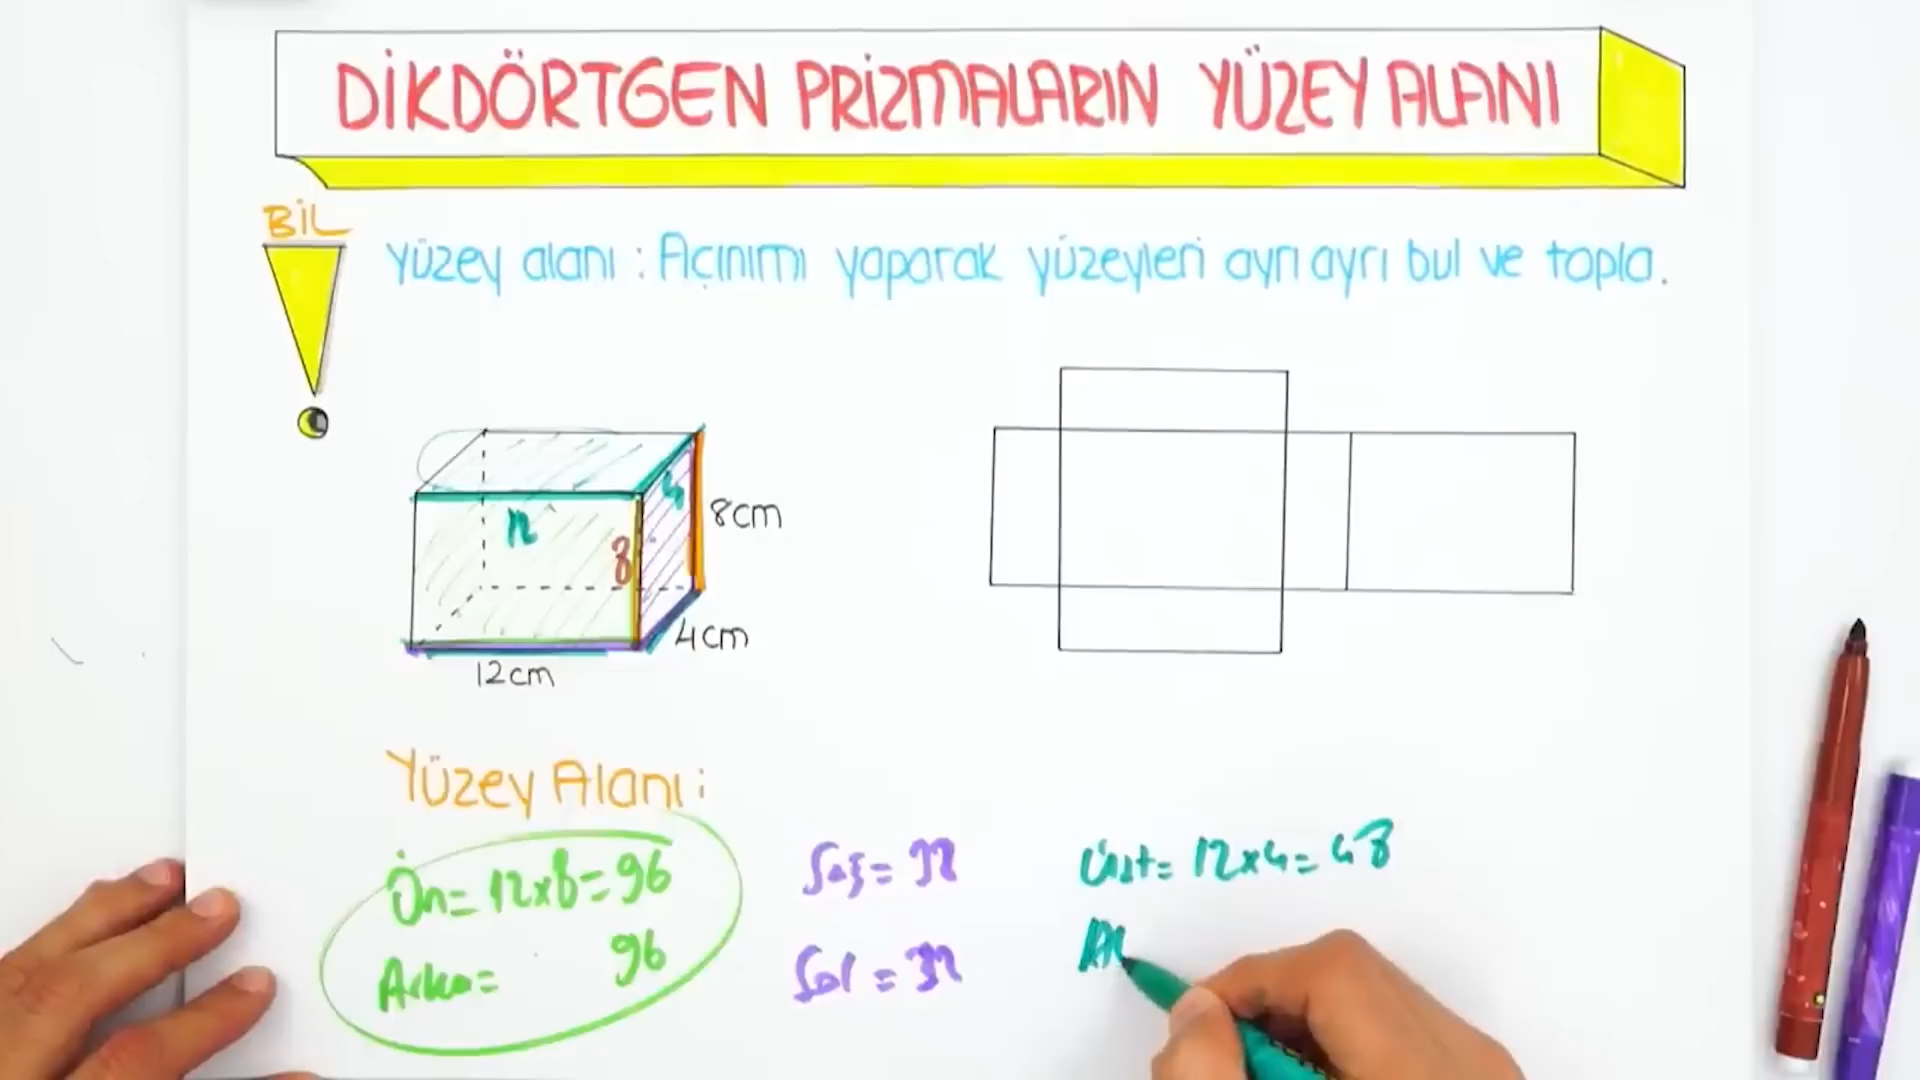 DİKDÖRTGEN PRİZMALARIN YÜZEY ALANI
BİL
Yüzey alanı : Açınımı yaparak yüzeyleri ayrı ayrı bul ve topla.
12
4
8
8cm
4cm
12cm
Yüzey Alanı :
Ön = 12x8 = 96
Arka = 96
Sağ = 32
Sol = 32
Üst = 12x4 = 48
Al